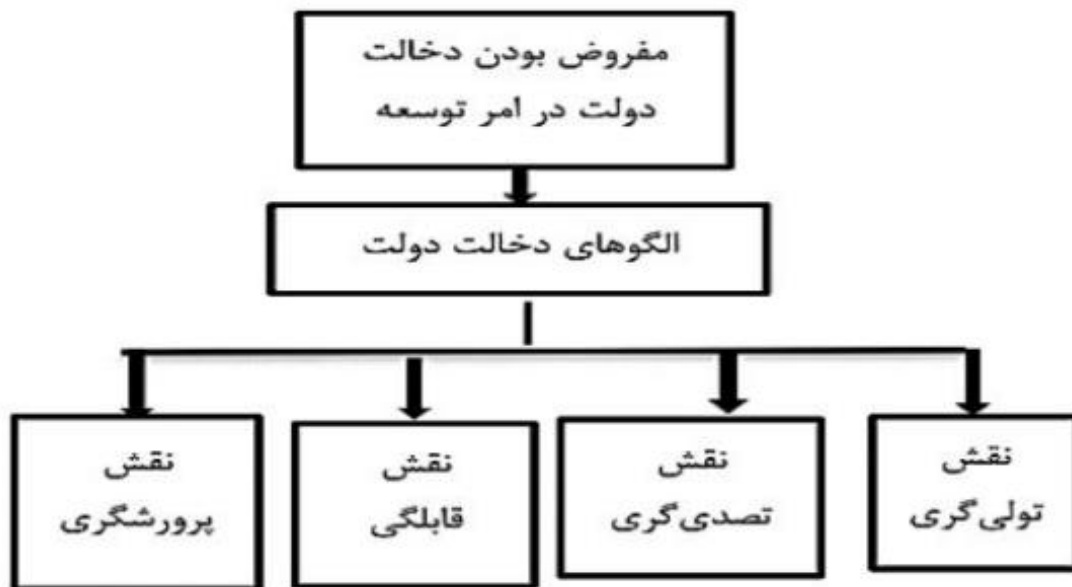 مفروض بودن دخالت
دولت در امر توسعه
الگوهای دخالت دولت
نقش
تولی‌گری
نقش
تصدی‌گری
نقش
قابلگی
نقش
پرورشگری